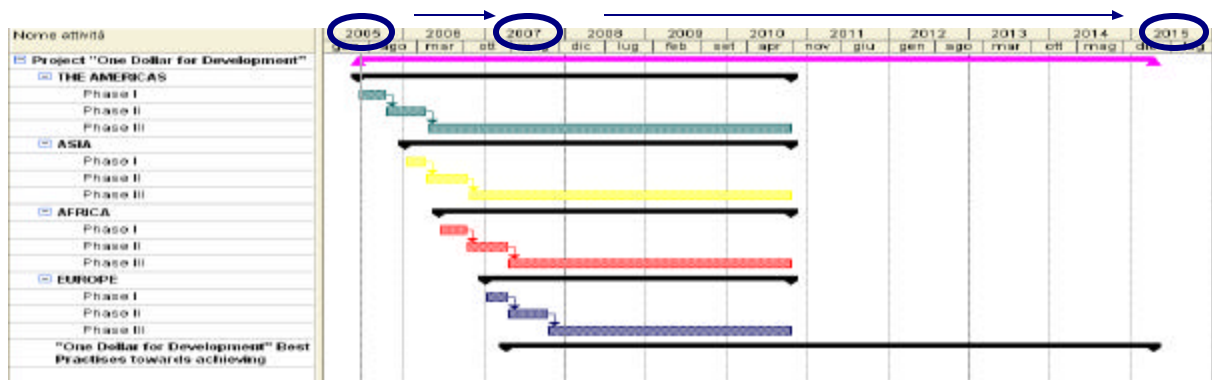 Nome attività 2005 2006 2007 2008 2009 2010 2011 2012 2013 2014 2015
ago mar ott dic lug feb set apr nov giu gen ago mar ott mag
Project "One Dollar for Development"
THE AMERICAS
Phase I
Phase II
Phase III
ASIA
Phase I
Phase II
Phase III
AFRICA
Phase I
Phase II
Phase III
EUROPE
Phase I
Phase II
Phase III
"One Dollar for Development" Best
Practises towards achieving